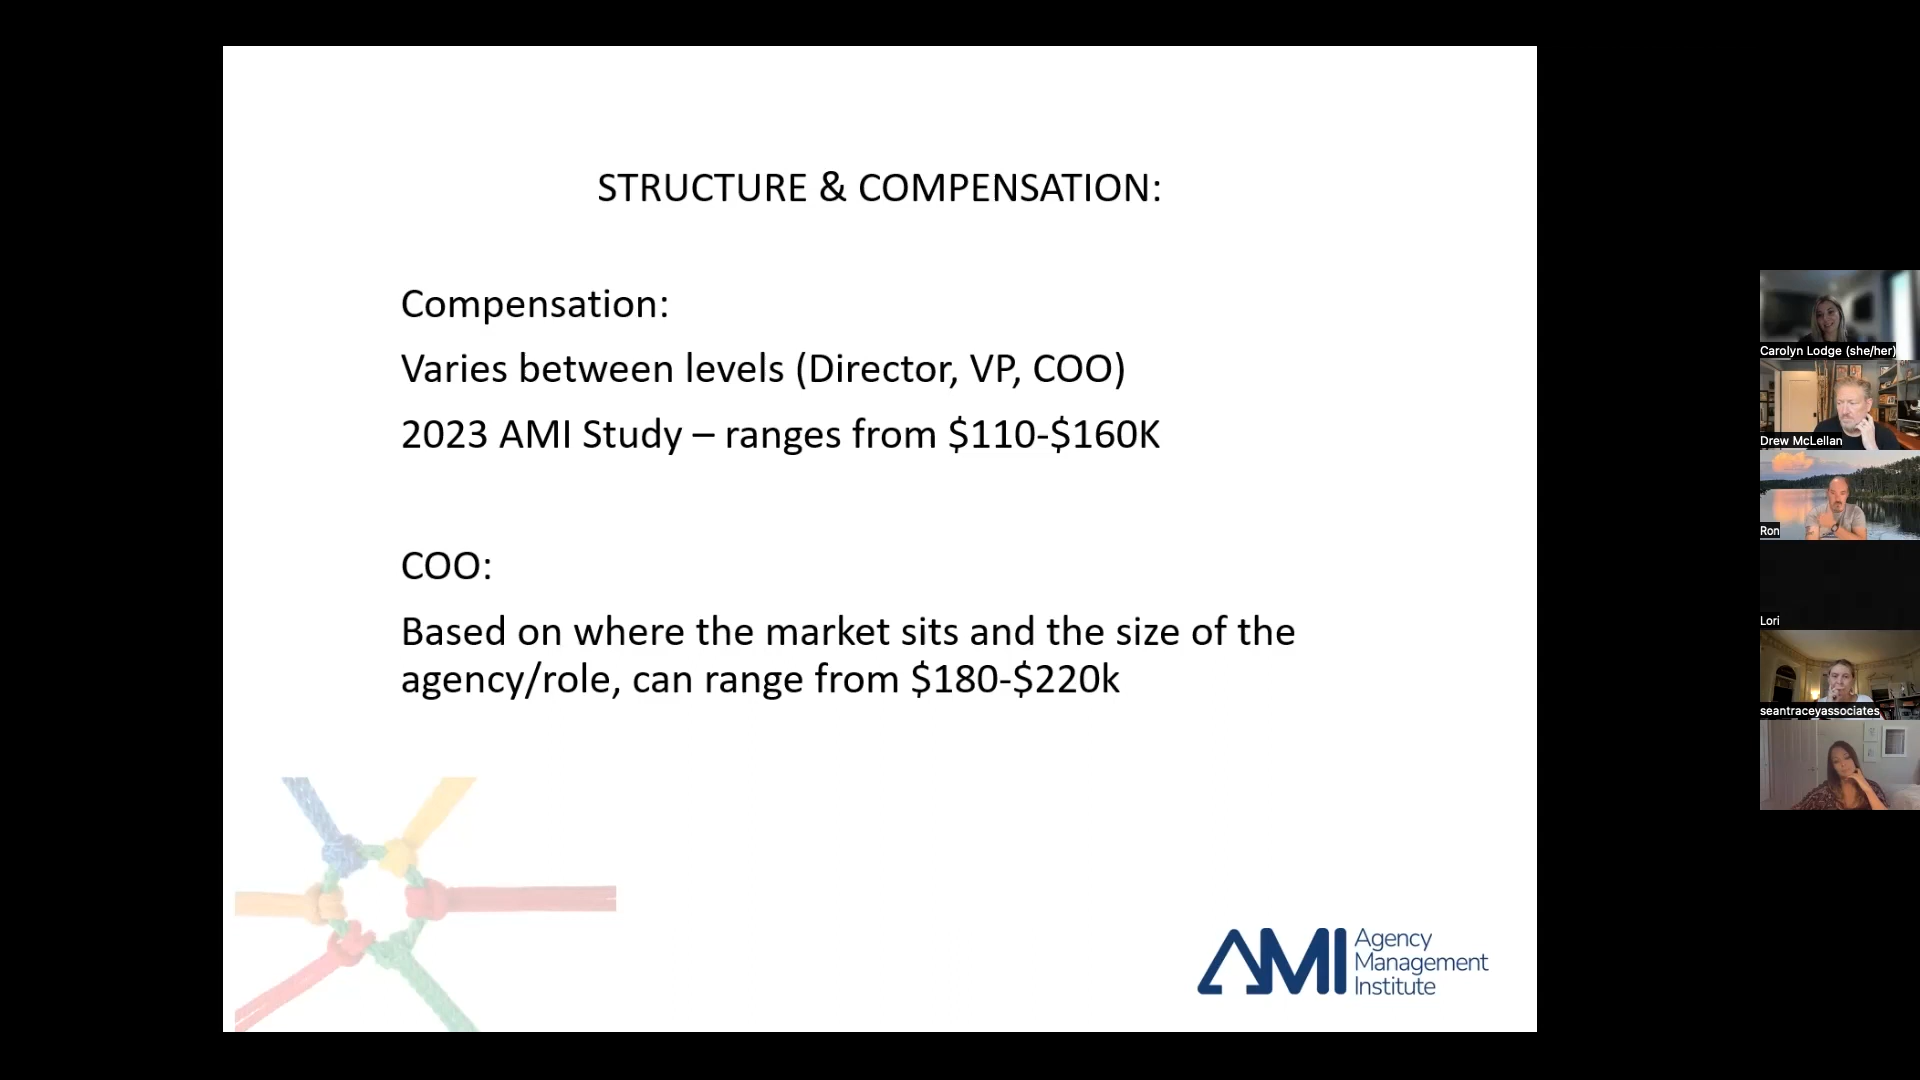 STRUCTURE & COMPENSATION:
Compensation:
Varies between levels (Director, VP, COO)
2023 AMI Study – ranges from $110-$160K
COO:
Based on where the market sits and the size of the
agency/role, can range from $180-$220k
AMI
Agency
Management
Institute
Carolyn Lodge (she/her)
Drew McLellan
Ron
Lori
seantraceyassociates